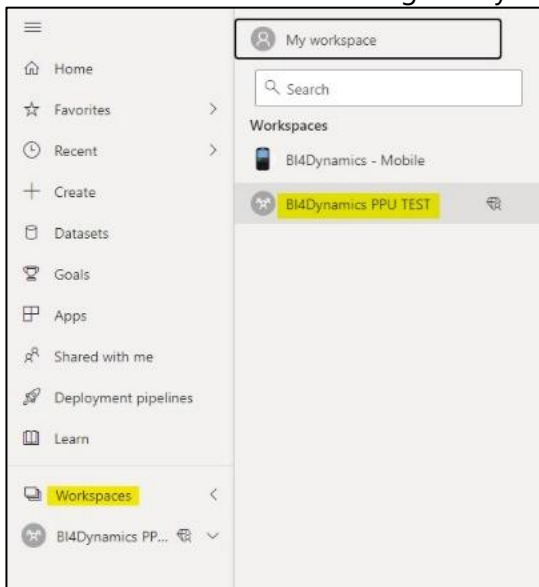 Home
Favorites
Recent
Create
Datasets
Goals
Apps
Shared with me
Deployment pipelines
Learn
Workspaces
BI4Dynamics PP...
My workspace
Search
Workspaces
BI4Dynamics - Mobile
BI4Dynamics PPU TEST